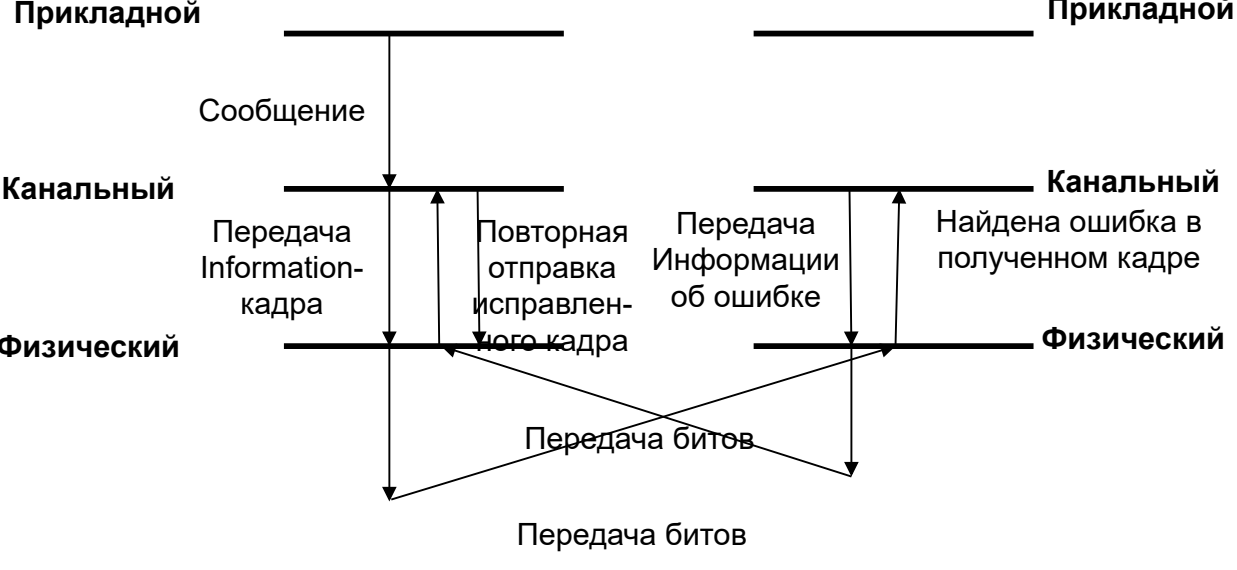 Прикладной
Прикладной
Сообщение
Канальный
Канальный
Передача
Information-
кадра
Повторная
отправка
исправлен-
ного кадра
Передача
Информации
об ошибке
Найдена ошибка в
полученном кадре
Физический
Физический
Передача битов
Передача битов